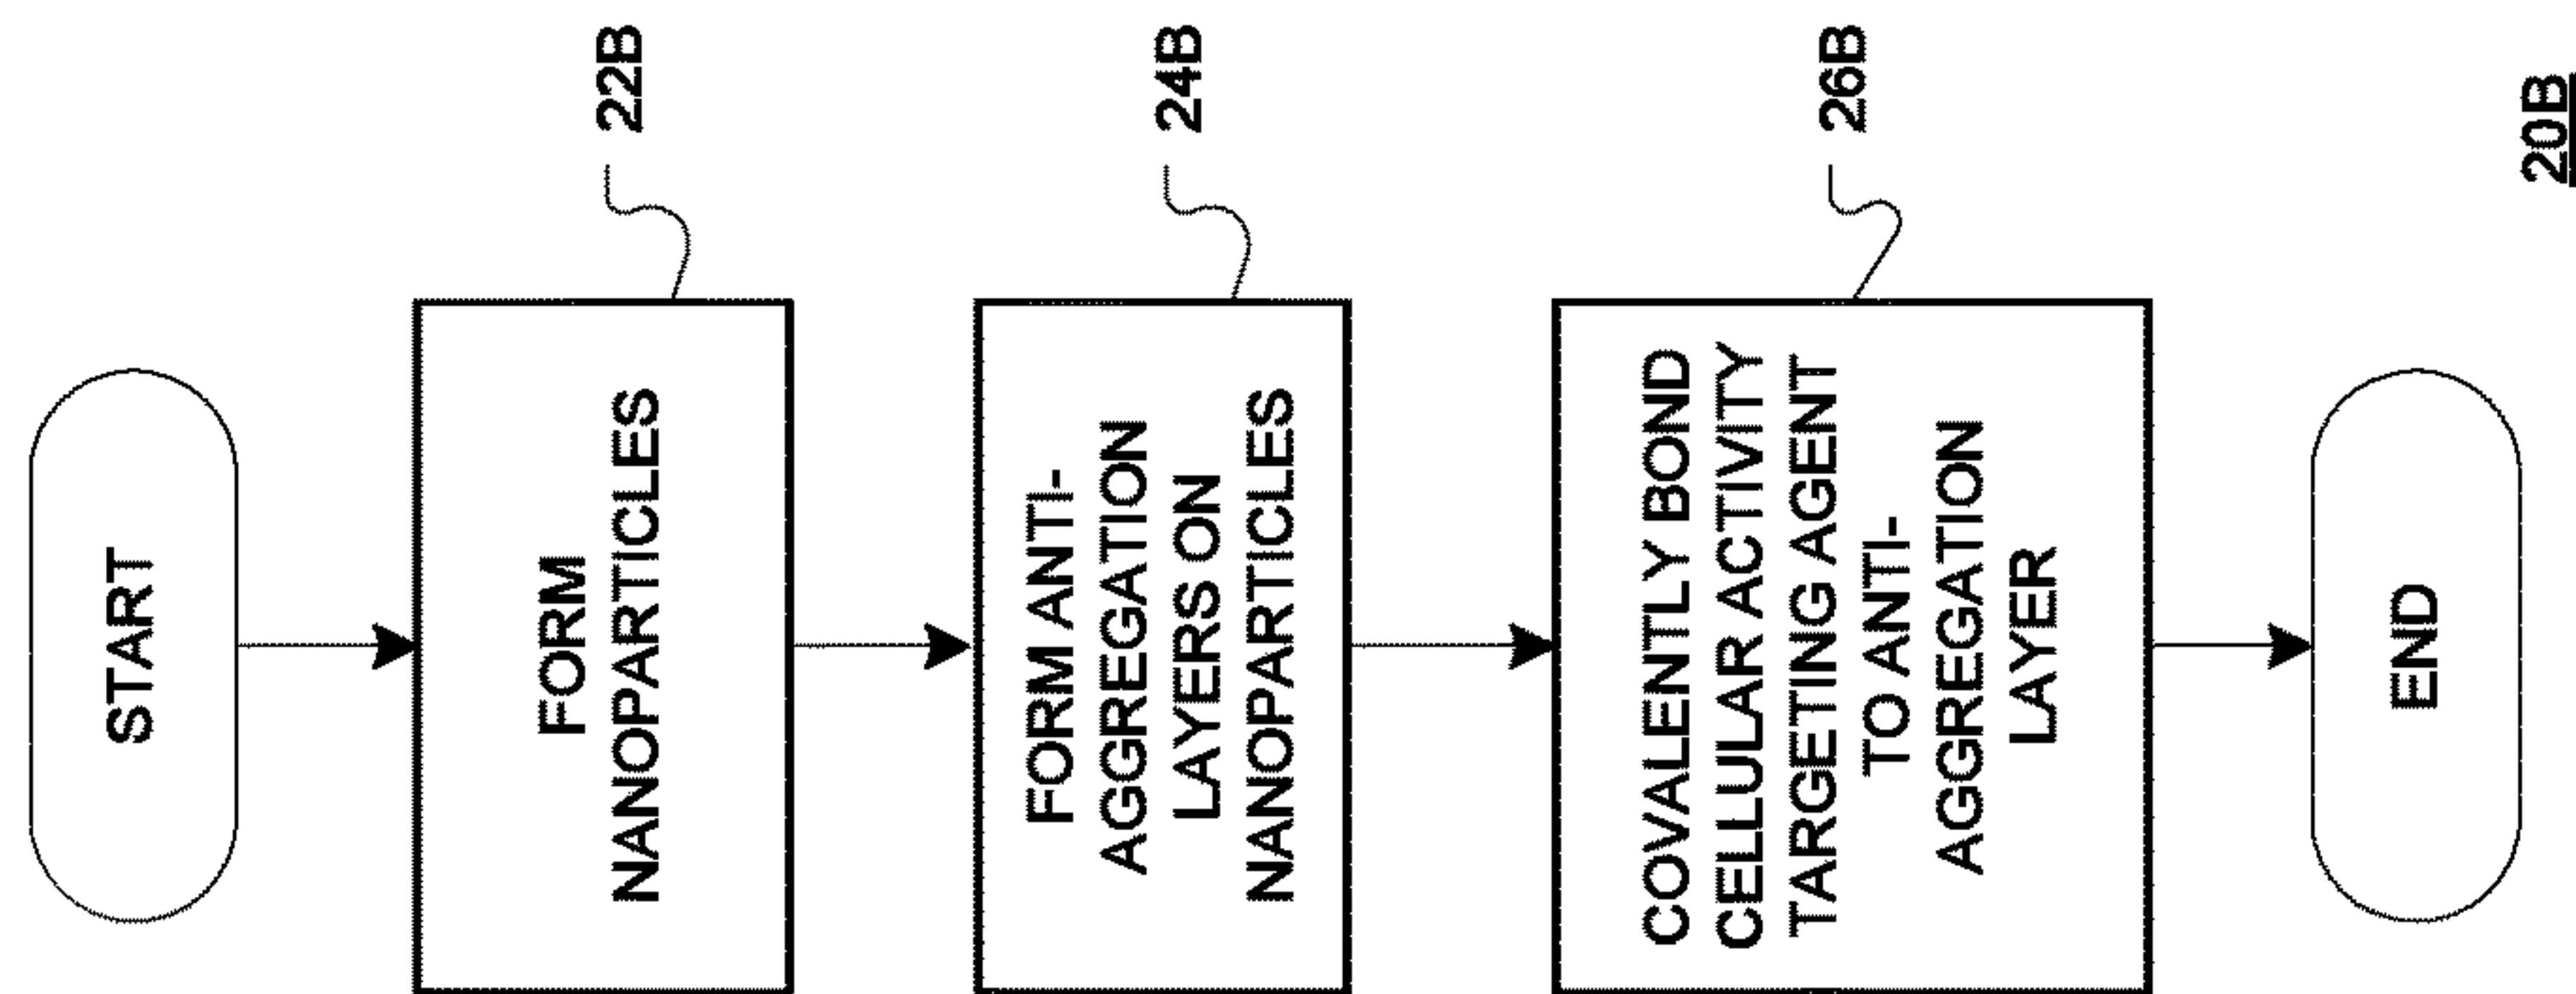 START
FORM
NANOPARTICLES
22B
FORM ANTI-
AGGREGATION
LAYERS ON
NANOPARTICLES
24B
COVALENTLY BOND
CELLULAR ACTIVITY
TARGETING AGENT
TO ANTI-
AGGREGATION
LAYER
26B
END
20B